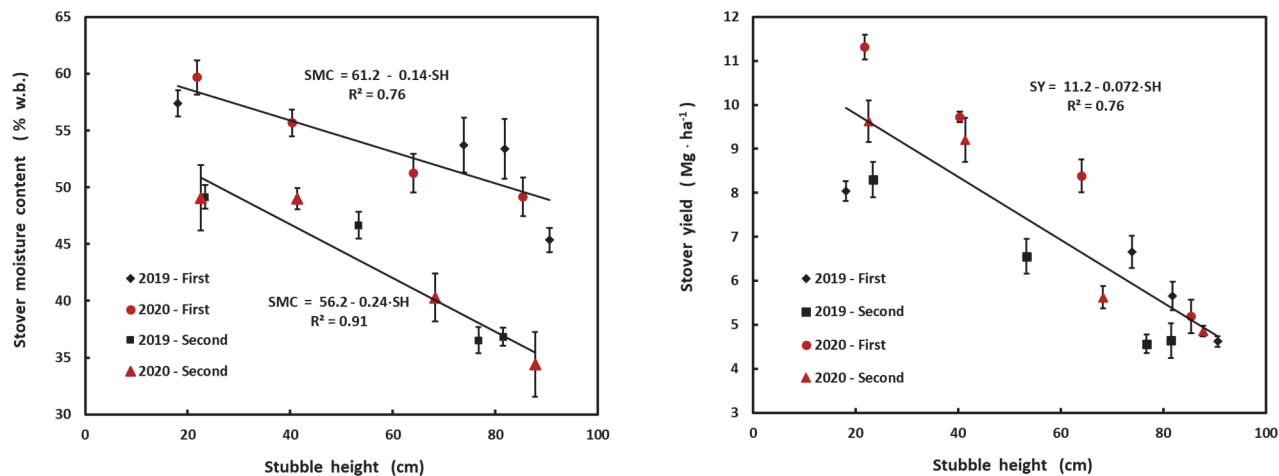 65
60
55
50
45
40
35
30
Stover moisture content ( % w.b.)
SMC = 61.2 - 0.14·SH
R² = 0.76
2019 - First
2020 - First
2019 - Second
2020 - Second
SMC = 56.2 - 0.24·SH
R² = 0.91
0 20 40 60 80 100
Stubble height (cm)
12
11
10
9
8
7
6
5
4
3
Stover yield ( Mg · ha⁻¹)
SY = 11.2 - 0.072·SH
R² = 0.76
2019 - First
2019 - Second
2020 - First
2020 - Second
0 20 40 60 80 100
Stubble height (cm)